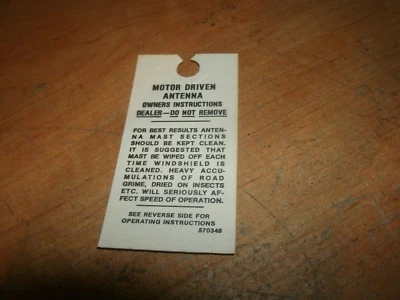 MOTOR DRIVEN
ANTENNA
OWNERS INSTRUCTIONS
DEALER—DO NOT REMOVE
FOR BEST RESULTS ANTEN-
NA MAST SECTIONS
SHOULD BE KEPT CLEAN.
IT IS SUGGESTED THAT
MAST BE WIPED OFF EACH
TIME WINDSHIELD IS
CLEANED. HEAVY ACCU-
MULATIONS OF ROAD
GRIME, DRIED ON INSECTS
ETC. WILL SERIOUSLY AF-
FECT SPEED OF OPERATION.
SEE REVERSE SIDE FOR
OPERATING INSTRUCTIONS
570348